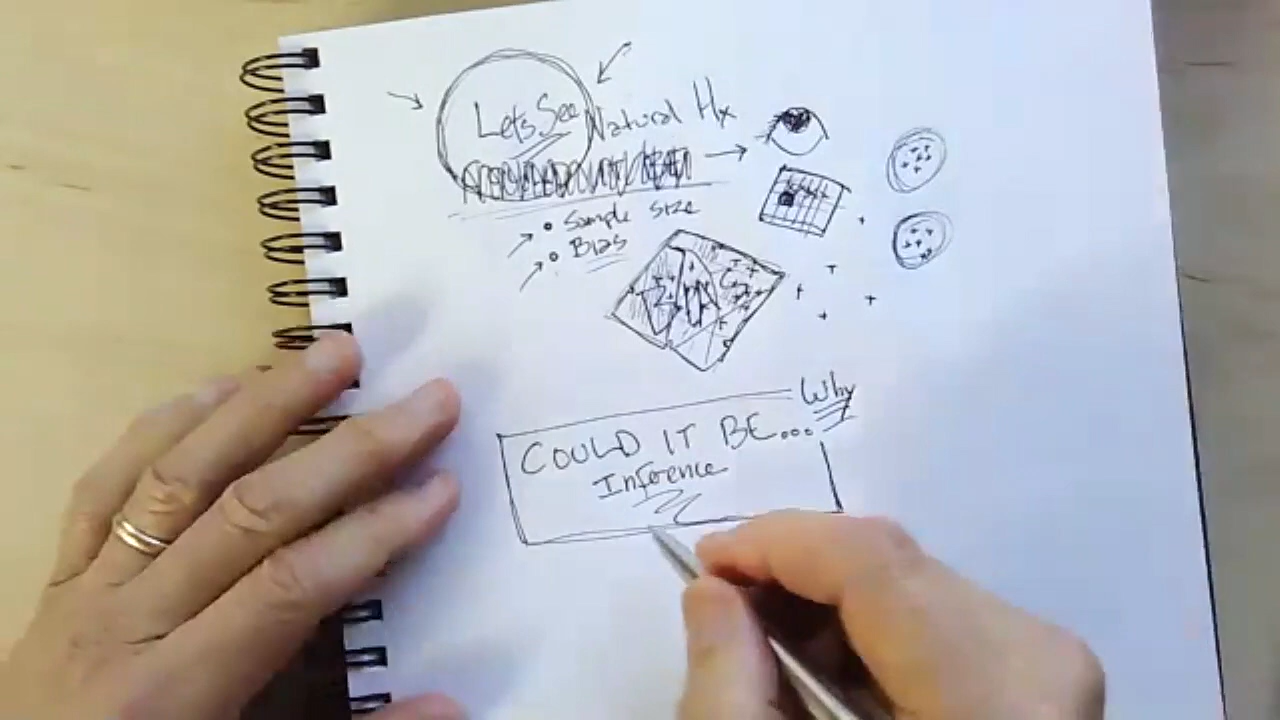 Lets See Natural Hx
Sample size
Bias
Why
COULD IT BE...
Inference